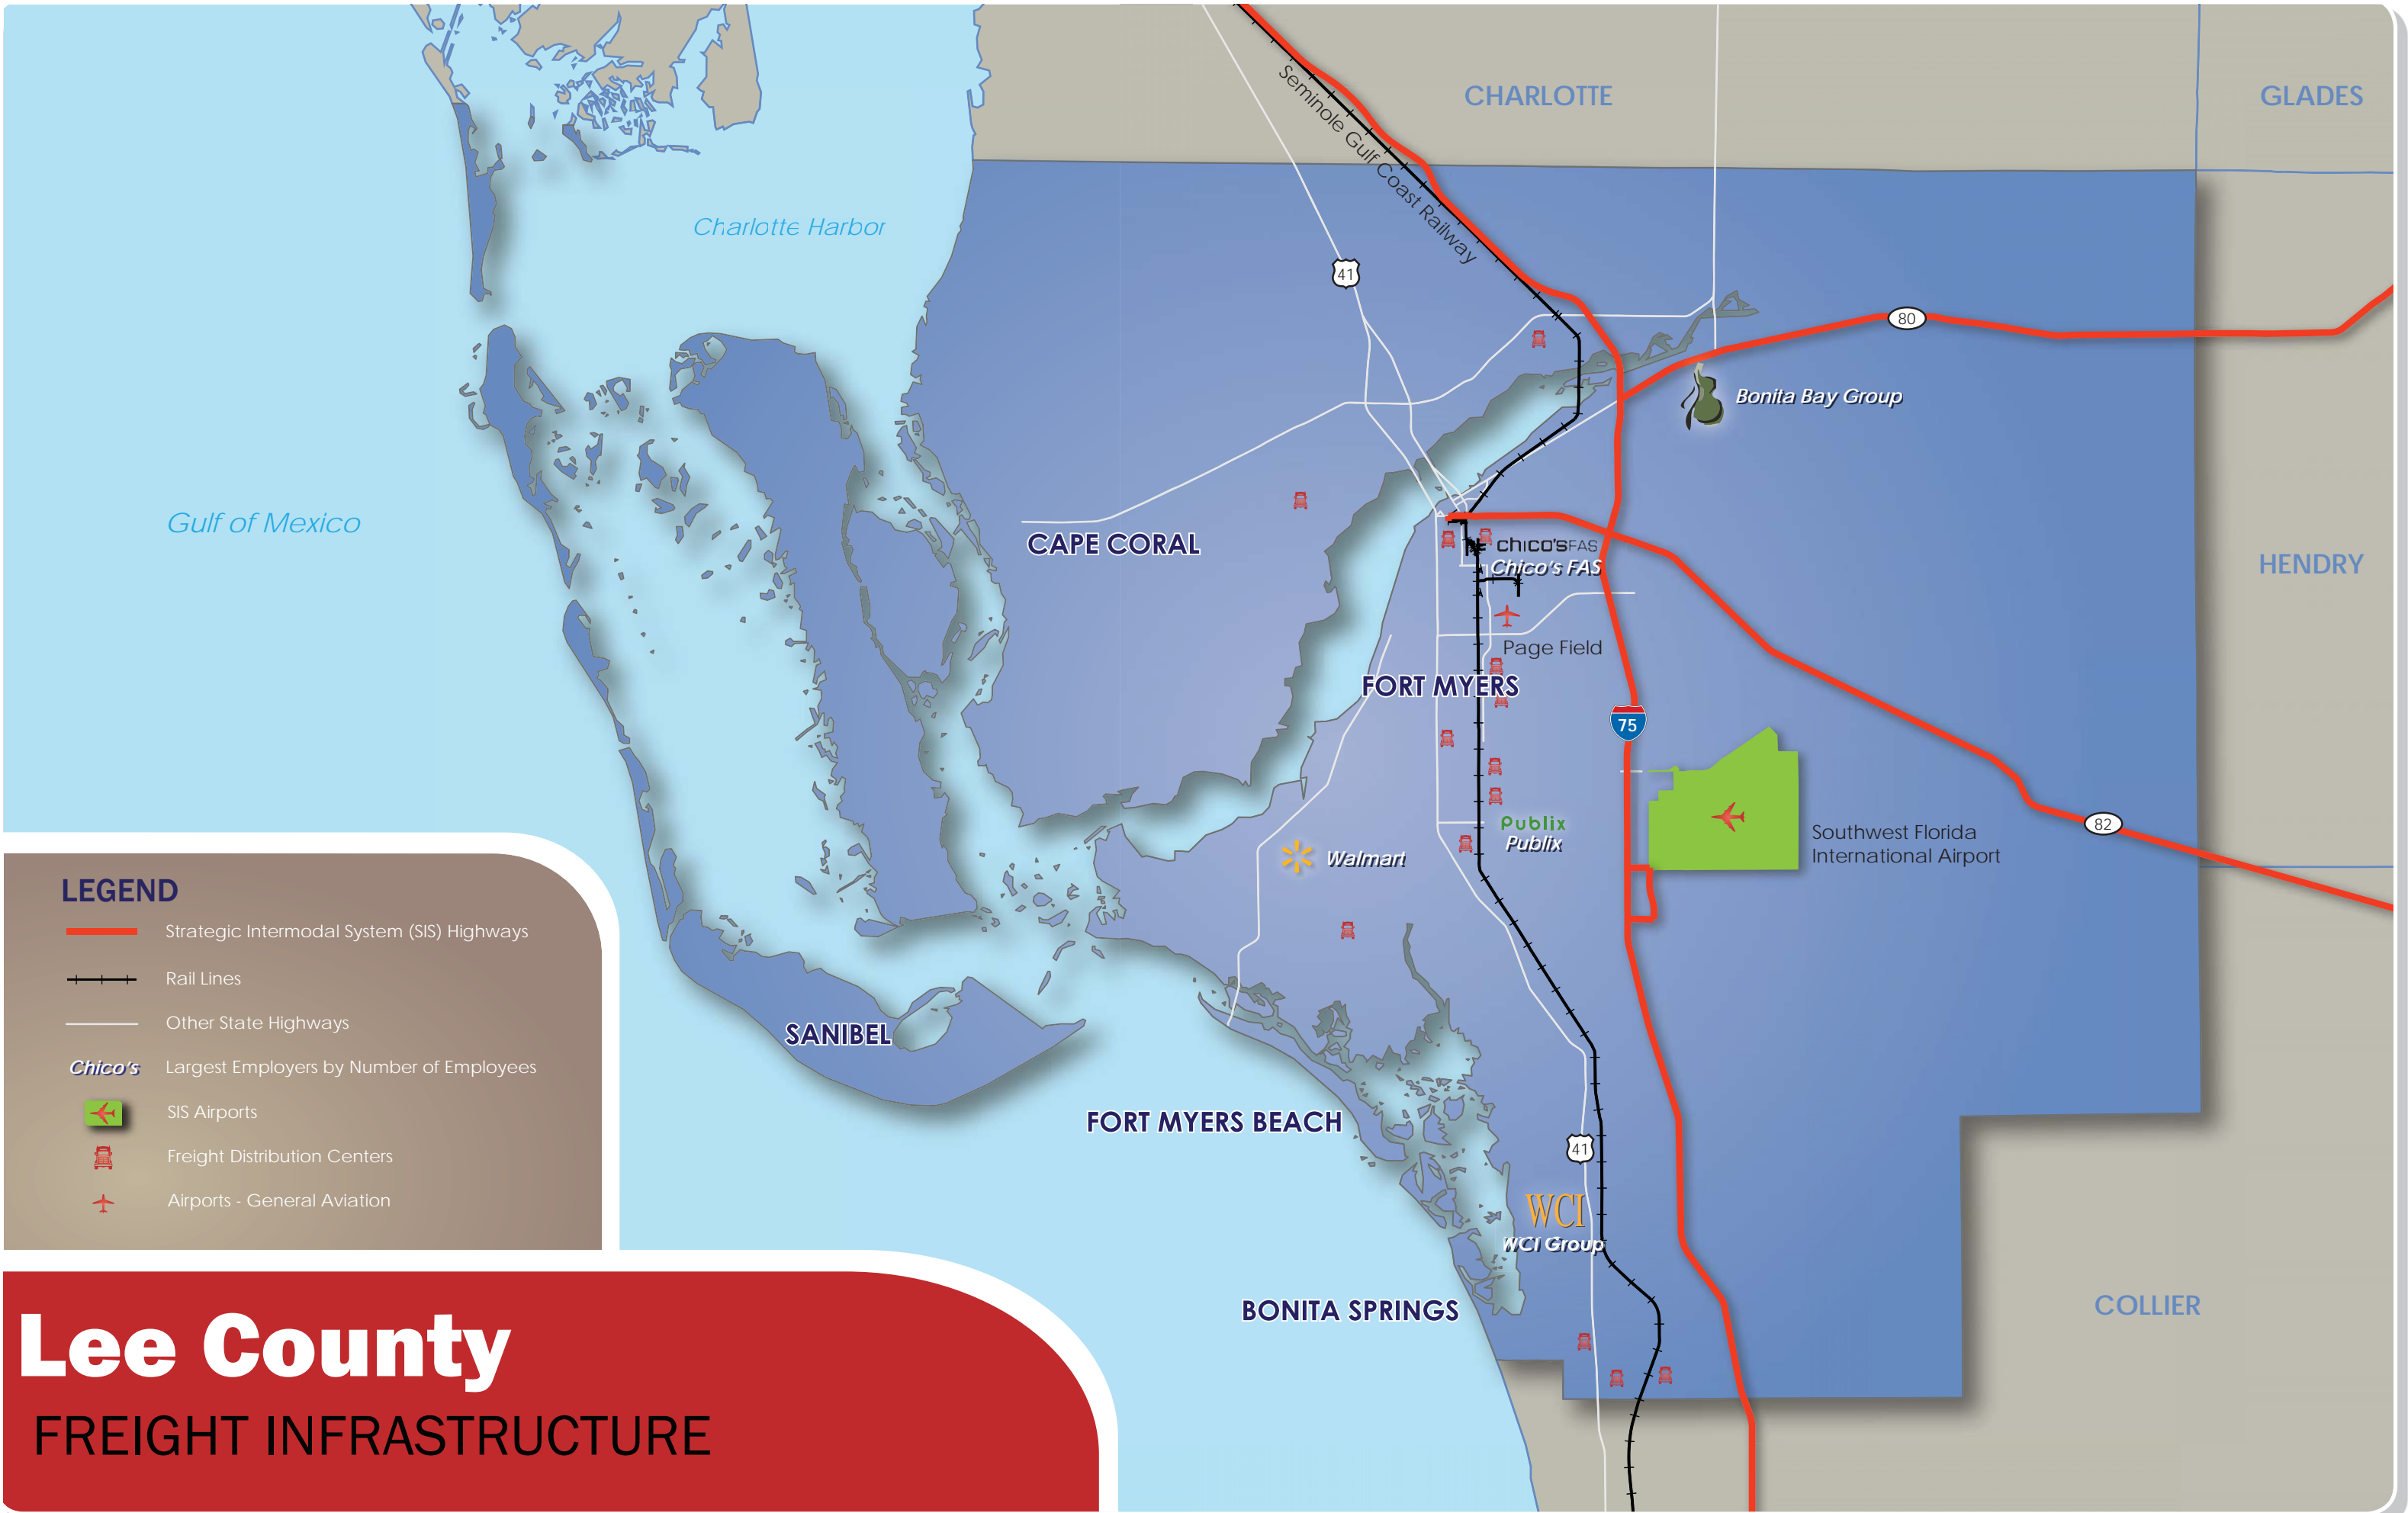 CHARLOTTE
GLADES
Seminole Gulf Coast Railway
Charlotte Harbor
41
80
Bonita Bay Group
Gulf of Mexico
CAPE CORAL
chico'sFAS
Chico's FAS
HENDRY
Page Field
FORT MYERS
75
Publix
Publix
82
Southwest Florida
International Airport
Walmart
LEGEND
Strategic Intermodal System (SIS) Highways
Rail Lines
Other State Highways
Chico's Largest Employers by Number of Employees
SIS Airports
Freight Distribution Centers
Airports - General Aviation
SANIBEL
FORT MYERS BEACH
41
WCI
WCI Group
BONITA SPRINGS
COLLIER
Lee County
FREIGHT INFRASTRUCTURE